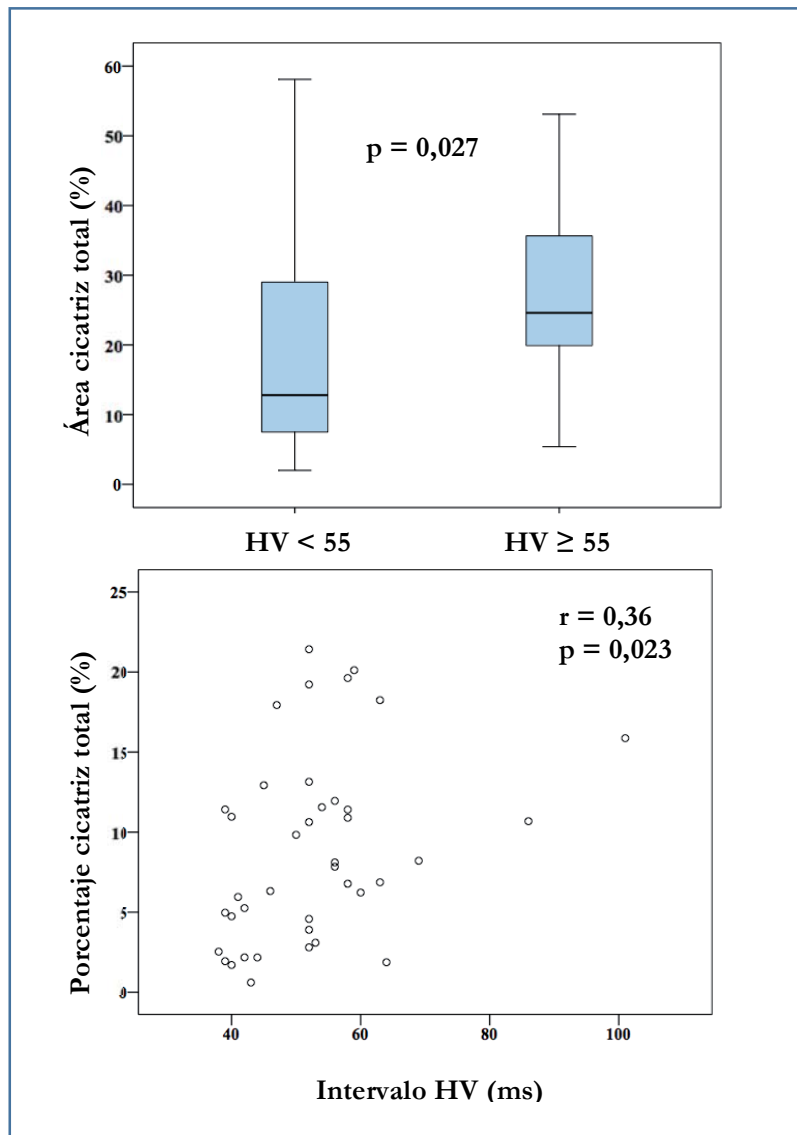 60
50
40
30
20
10
0
Área cicatriz total (%)
p = 0,027
HV < 55 HV ≥ 55
25
20
15
10
5
0
Porcentaje cicatriz total (%)
r = 0,36
p = 0,023
40 60 80 100
Intervalo HV (ms)